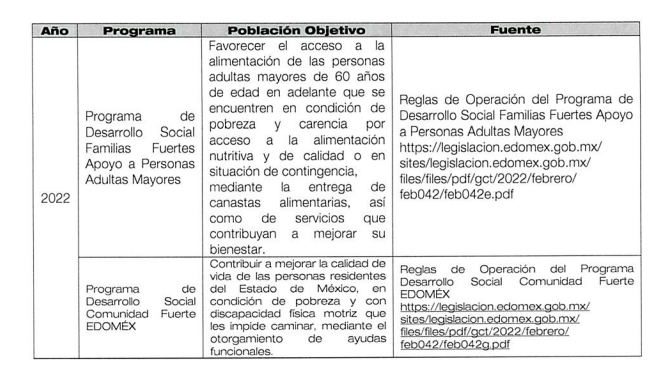 Año Programa Población Objetivo Fuente
2022
Programa de
Desarrollo Social
Familias Fuertes
Apoyo a Personas
Adultas Mayores
Favorecer el acceso a la
alimentación de las personas
adultas mayores de 60 años
de edad en adelante que se
encuentren en condición de
pobreza y carencia por
acceso a la alimentación
nutritiva y de calidad o en
situación de contingencia,
mediante la entrega de
canastas alimentarias, así
como de servicios que
contribuyan a mejorar su
bienestar.
Reglas de Operación del Programa de
Desarrollo Social Familias Fuertes Apoyo
a Personas Adultas Mayores
https://legislacion.edomex.gob.mx/
sites/legislacion.edomex.gob.mx/
files/files/pdf/gct/2022/febrero/
feb042/feb042e.pdf
Programa de
Desarrollo Social
Comunidad Fuerte
EDOMÉX
Contribuir a mejorar la calidad de
vida de las personas residentes
del Estado de México, en
condición de pobreza y con
discapacidad física motriz que
les impide caminar, mediante el
otorgamiento de ayudas
funcionales.
Reglas de Operación del Programa
Desarrollo Social Comunidad Fuerte
EDOMÉX
https://legislacion.edomex.gob.mx/
sites/legislacion.edomex.gob.mx/
files/files/pdf/gct/2022/febrero/
feb042/feb042g.pdf